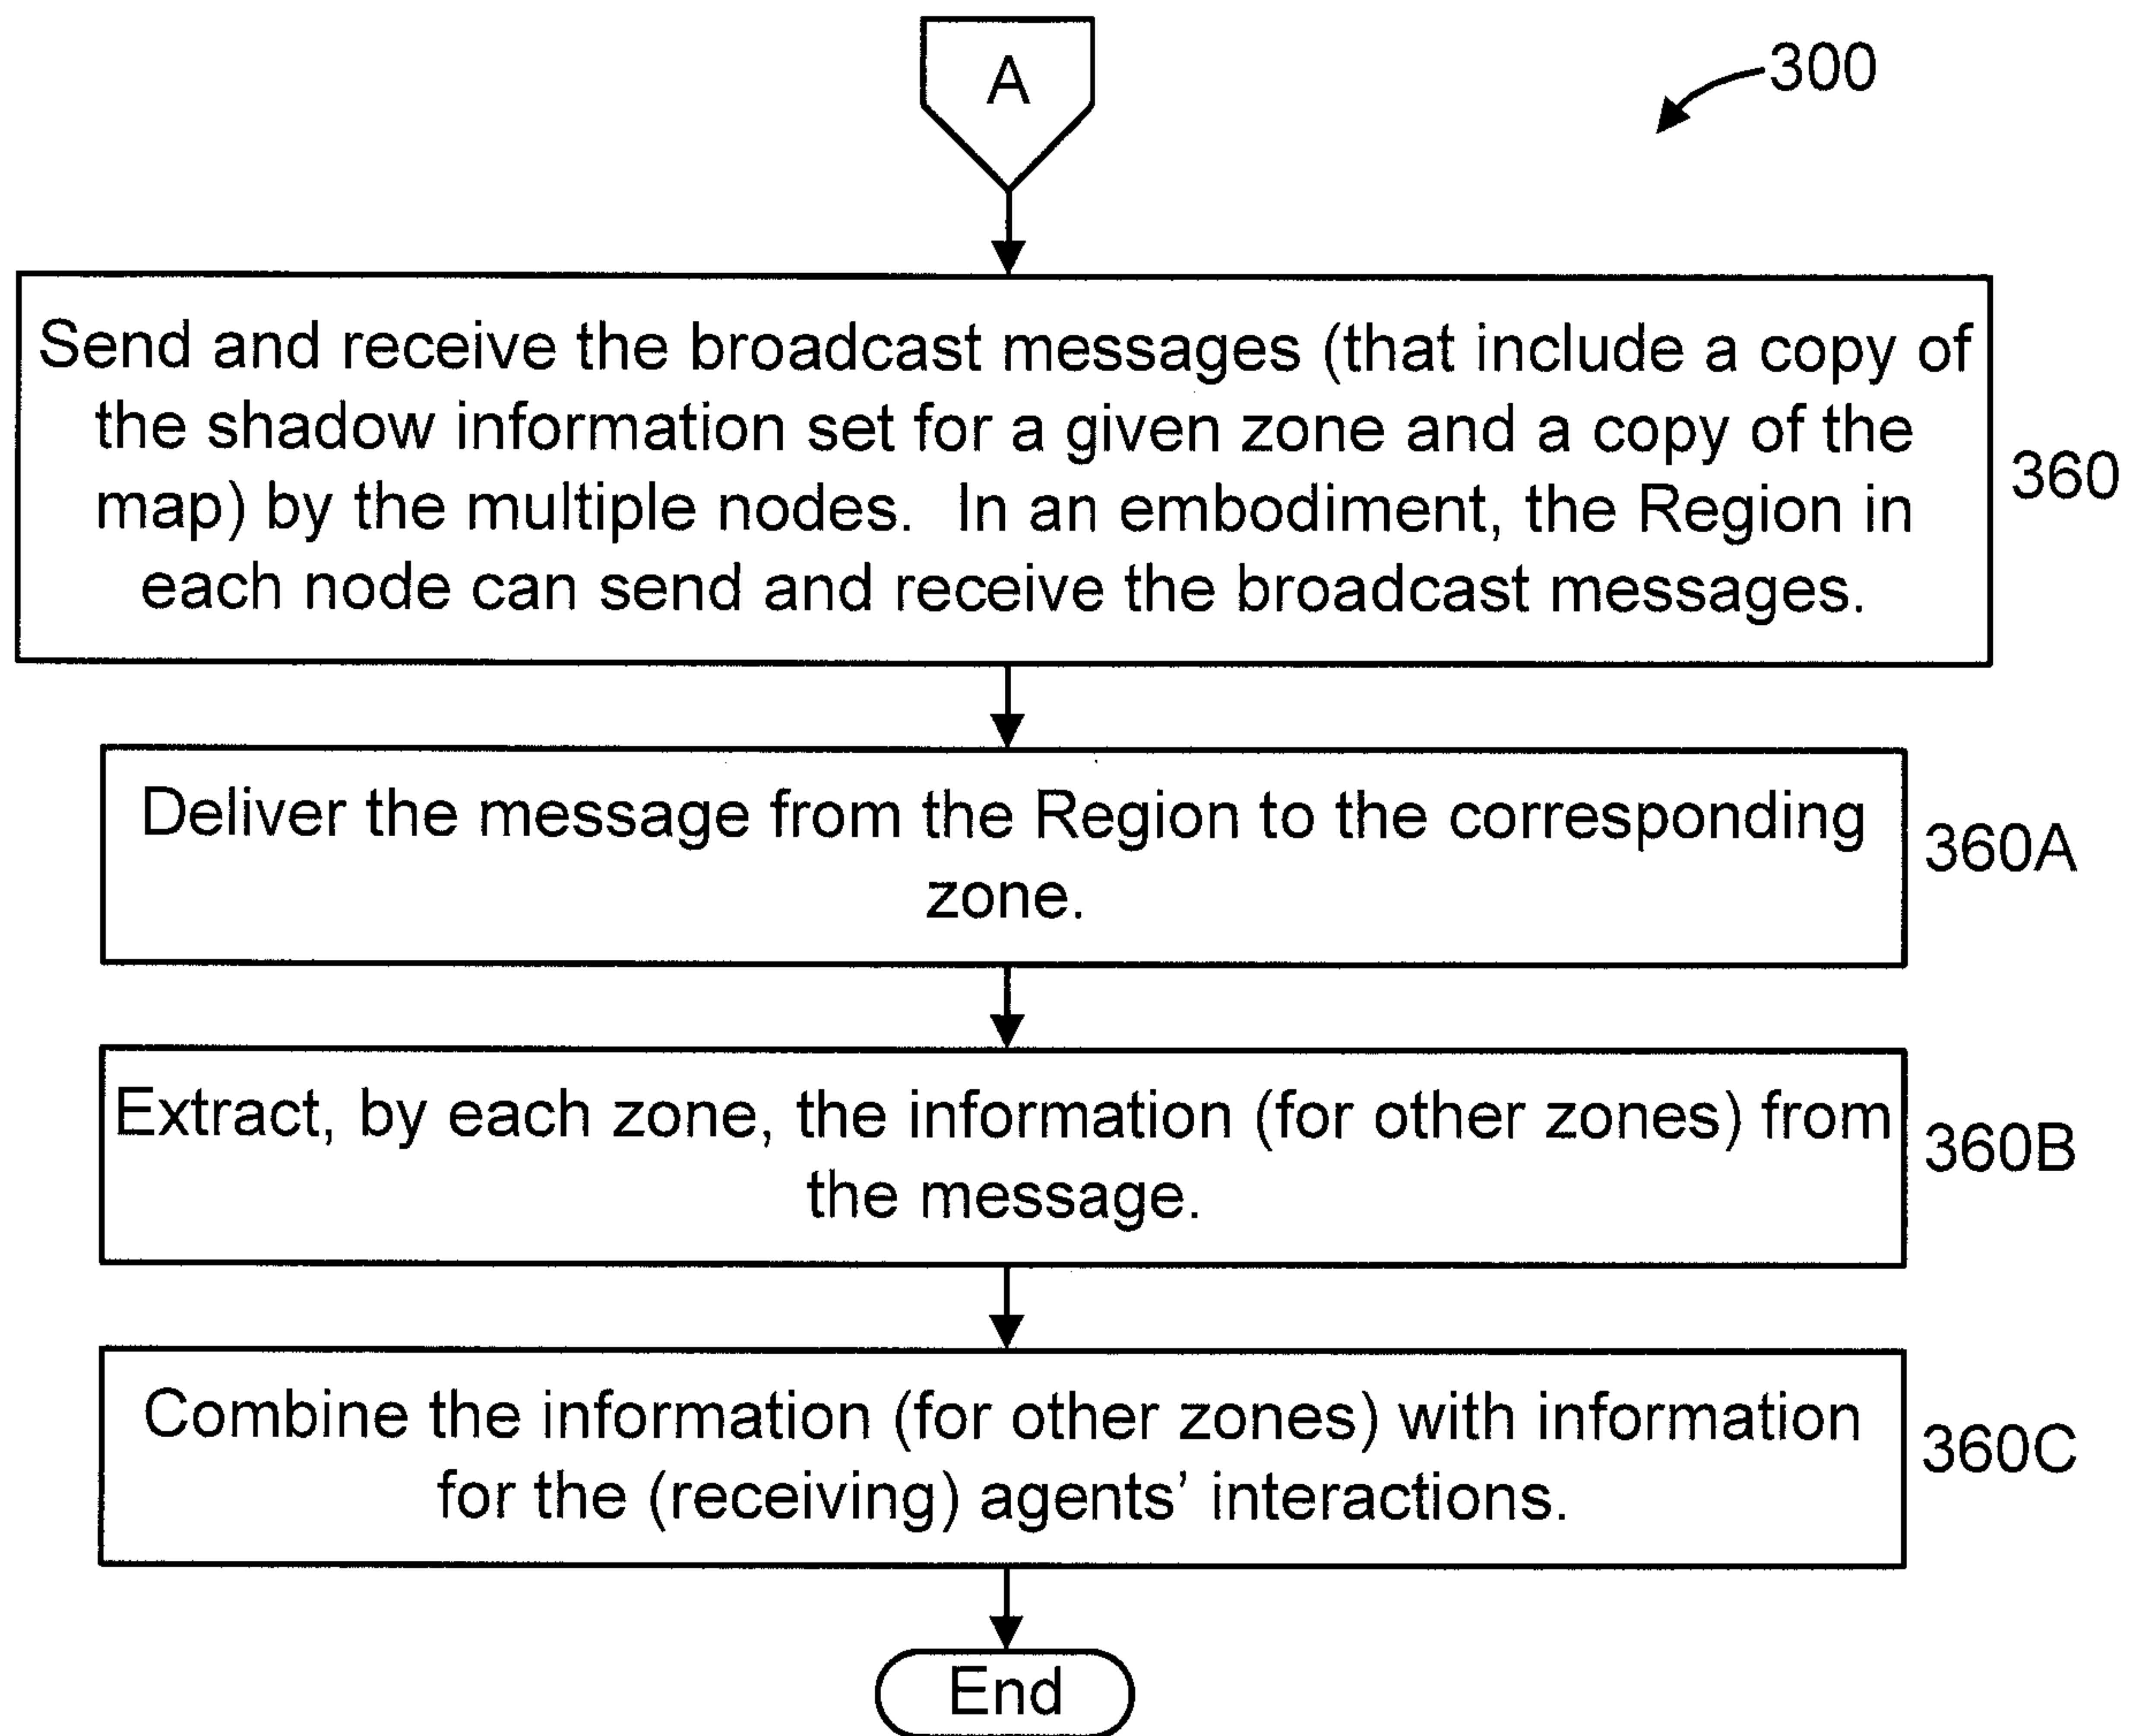 A
300
Send and receive the broadcast messages (that include a copy of
the shadow information set for a given zone and a copy of the
map) by the multiple nodes. In an embodiment, the Region in
each node can send and receive the broadcast messages.
360
Deliver the message from the Region to the corresponding
zone.
360A
Extract, by each zone, the information (for other zones) from
the message.
360B
Combine the information (for other zones) with information
for the (receiving) agents’ interactions.
360C
End